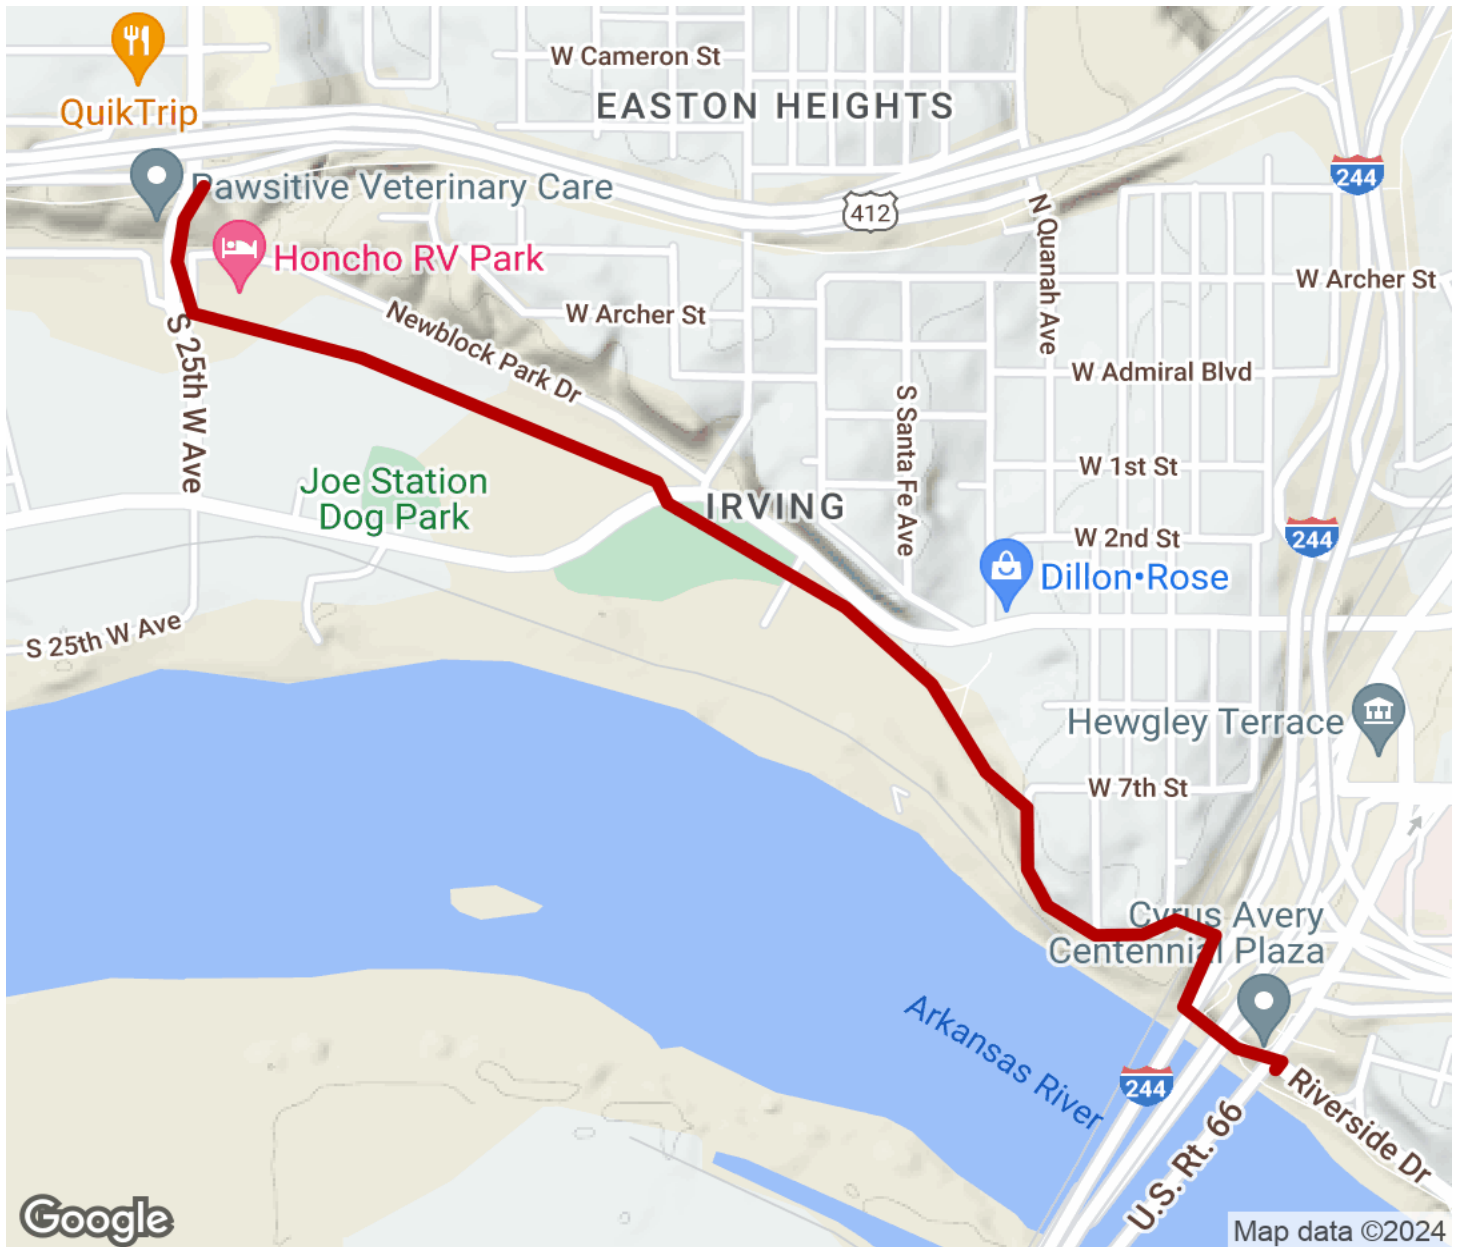 W Cameron St
EASTON HEIGHTS
QuikTrip
244
Pawsitive Veterinary Care
412
N Quanah Ave
Honcho RV Park
W Archer St
W Archer St
Newblock Park Dr
S 25th W Ave
W Admiral Blvd
S Santa Fe Ave
W 1st St
Joe Station
Dog Park
IRVING
W 2nd St
244
Dillon•Rose
S 25th W Ave
Hewgley Terrace
W 7th St
Cyrus Avery
Centennial Plaza
Arkansas River
244
Riverside Dr
U.S. Rt. 66
Google
Map data ©2024